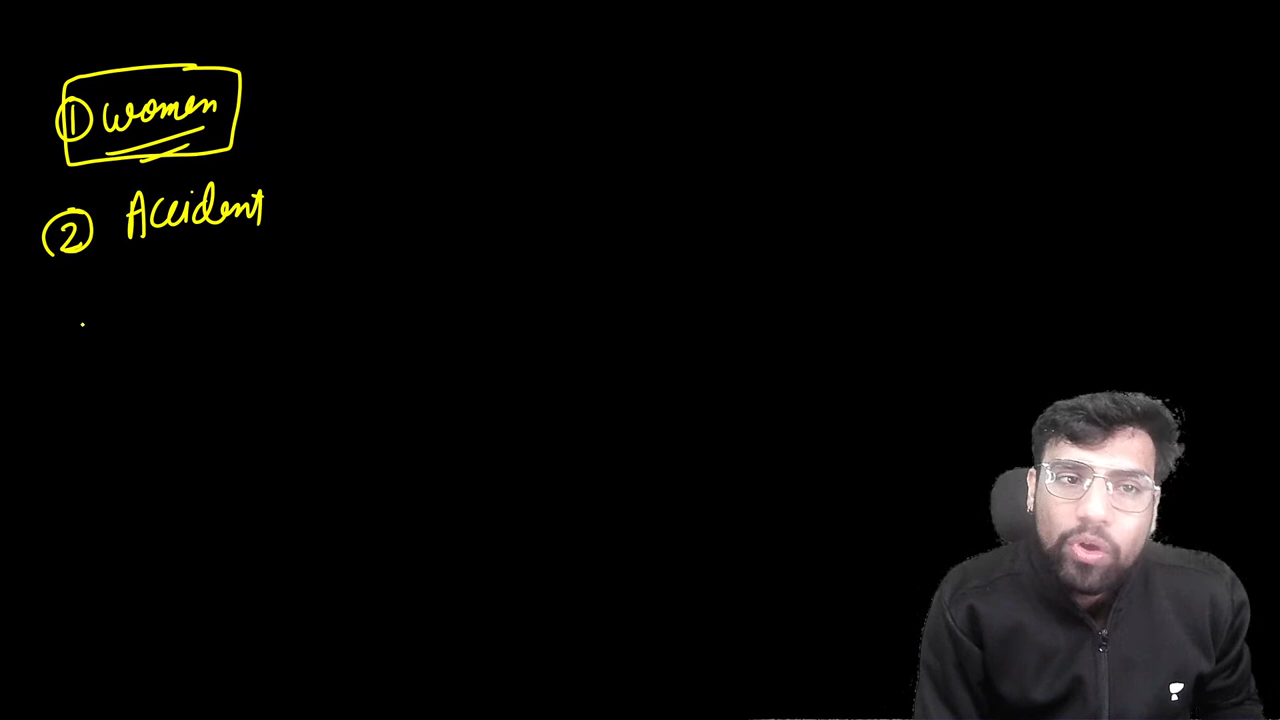 ① women
② Accident